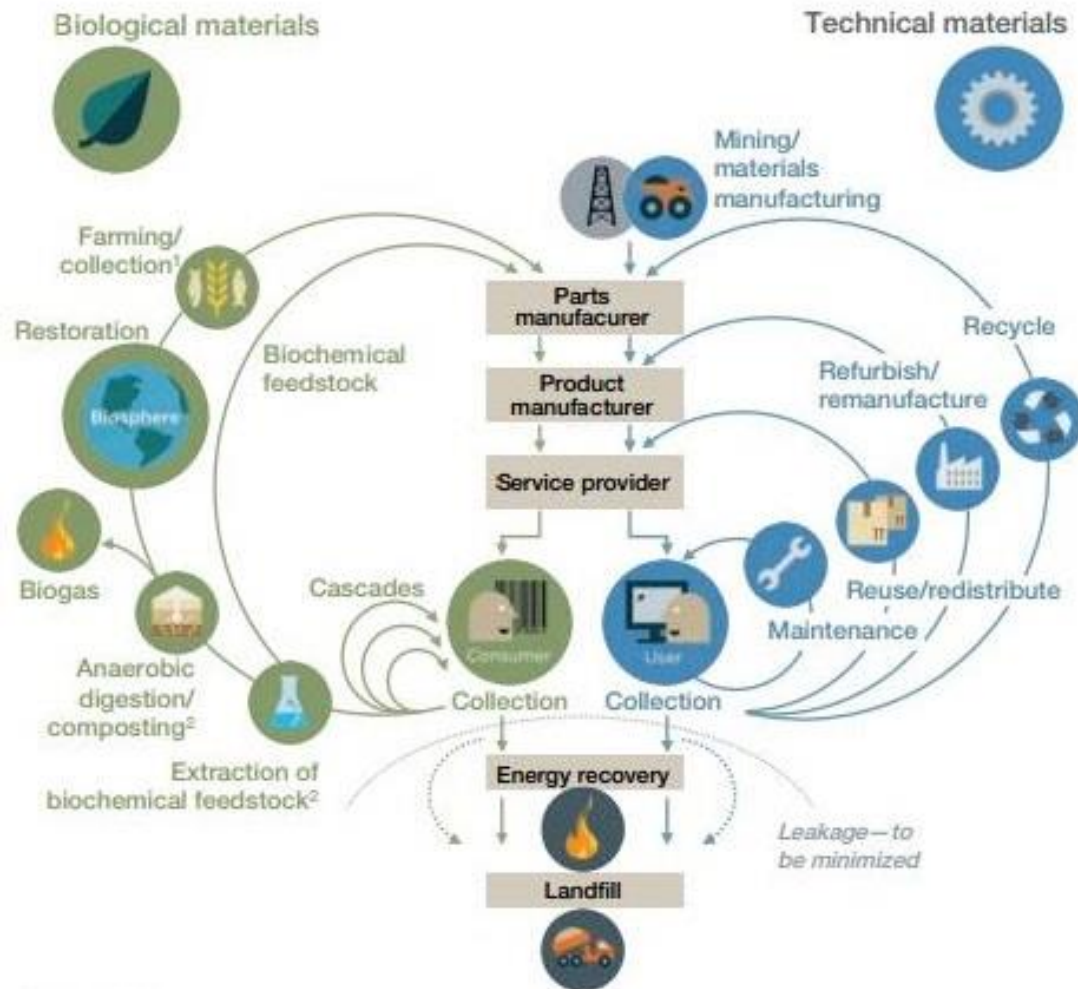 Biological materials
Technical materials
Mining/
materials
manufacturing
Farming/
collection¹
Parts
manufacurer
Restoration
Biochemical
feedstock
Recycle
Biosphere
Product
manufacturer
Refurbish/
remanufacture
Service provider
Biogas
Cascades
Reuse/redistribute
Maintenance
Consumer
User
Anaerobic
digestion/
composting²
Collection
Collection
Extraction of
biochemical feedstock²
Energy recovery
Leakage—to
be minimized
Landfill